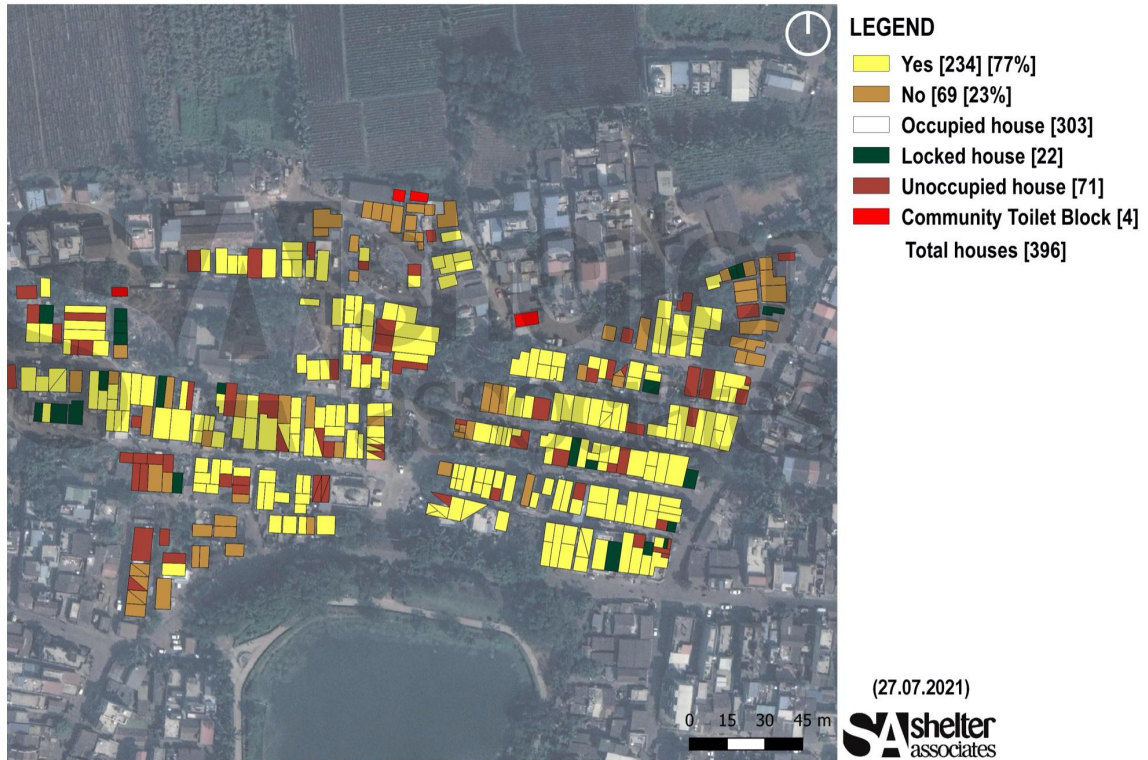 LEGEND
Yes [234] [77%]
No [69 [23%]
Occupied house [303]
Locked house [22]
Unoccupied house [71]
Community Toilet Block [4]
Total houses [396]
(27.07.2021)
0 15 30 45 m
SA shelter
associates